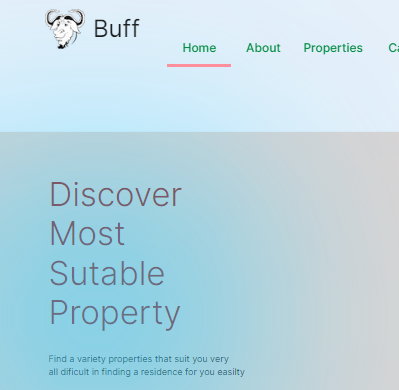 Buff
Home About Properties Ca
Discover
Most
Sutable
Property
Find a variety properties that suit you very
all dificult in finding a residence for you easilty